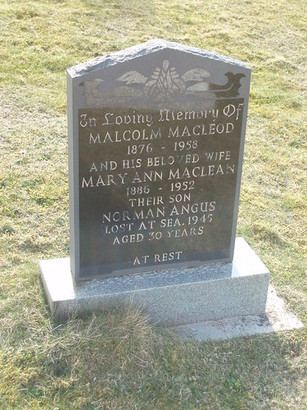 In Loving Memory Of
MALCOLM MACLEOD
1876 - 1958
AND HIS BELOVED WIFE
MARY ANN MACLEAN
1886 - 1952
THEIR SON
NORMAN ANGUS
LOST AT SEA, 1945
AGED 30 YEARS
AT REST